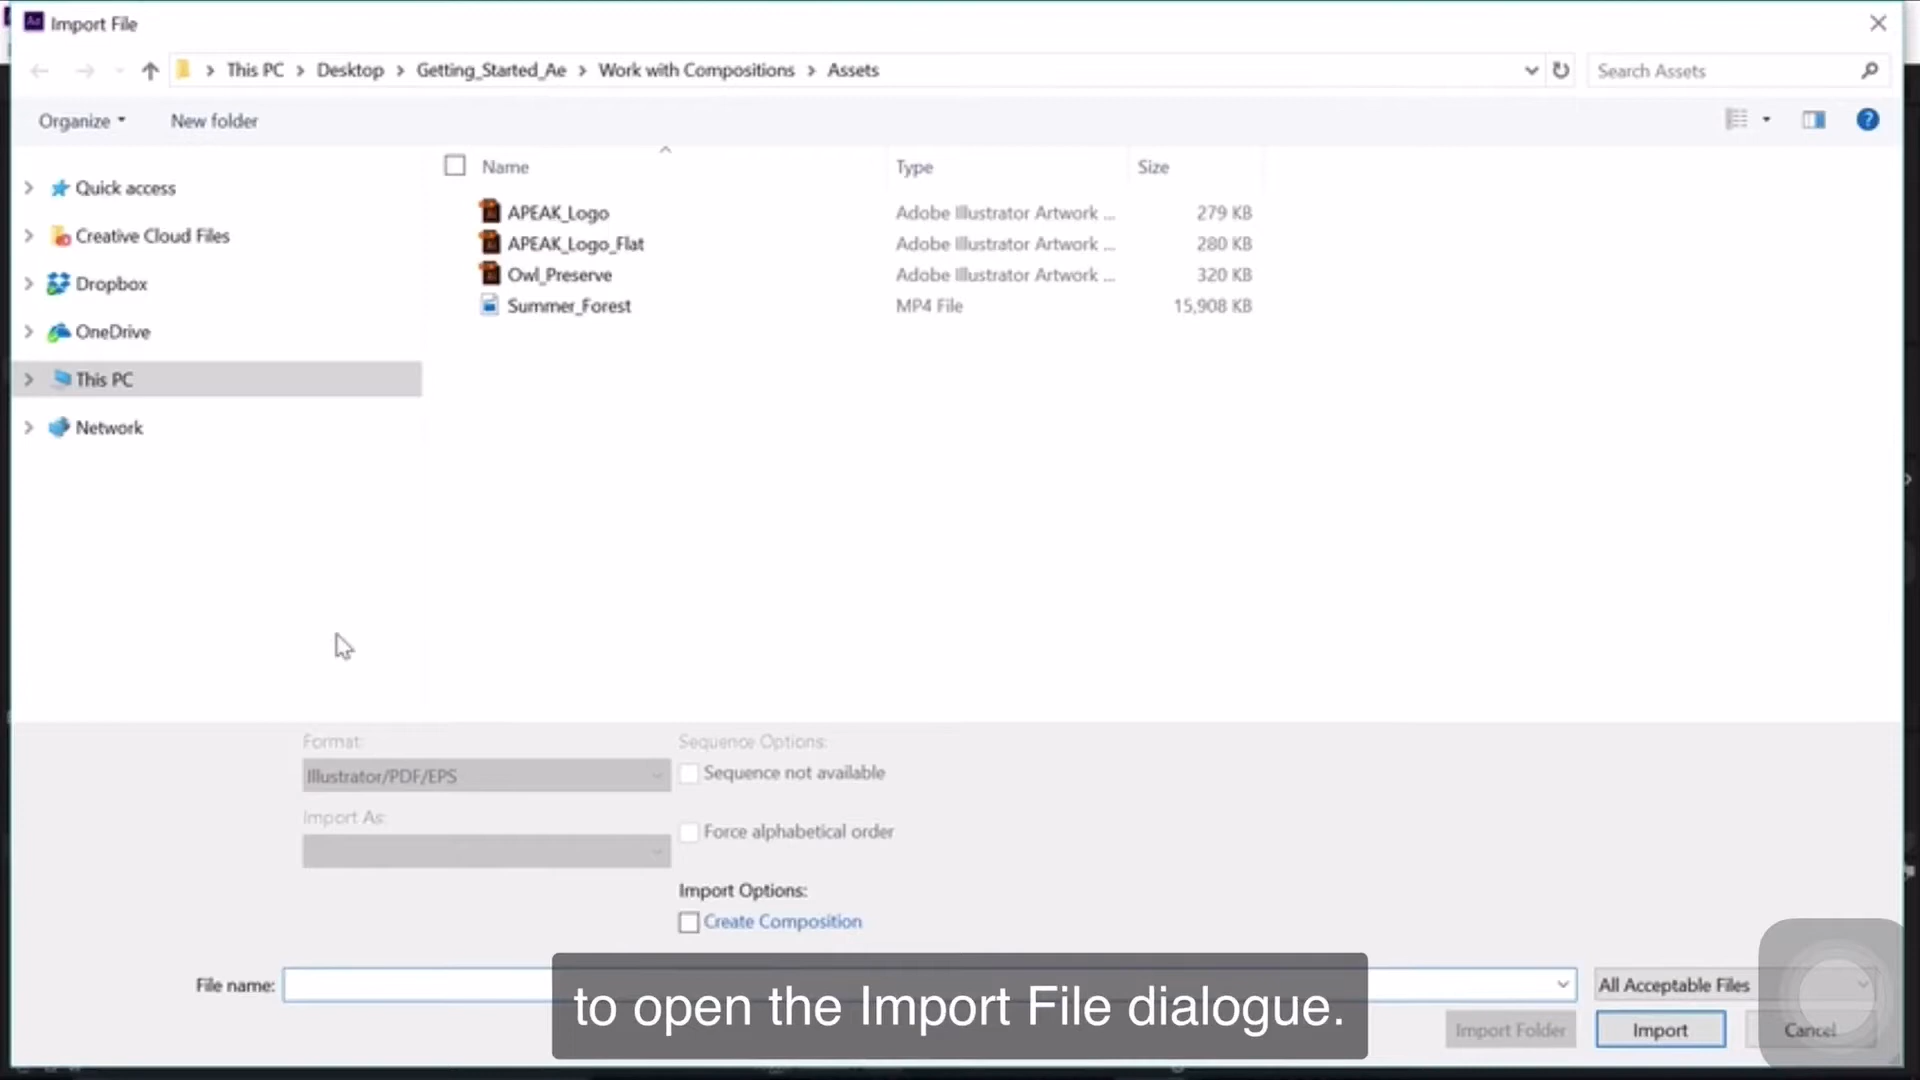 Ae Import File
This PC > Desktop > Getting_Started_Ae > Work with Compositions > Assets
Search Assets
Organize
New folder
Name Type Size
Quick access
Creative Cloud Files
Dropbox
OneDrive
This PC
Network
APEAK_Logo Adobe Illustrator Artwork ... 279 KB
APEAK_Logo_Flat Adobe Illustrator Artwork ... 280 KB
Owl_Preserve Adobe Illustrator Artwork ... 320 KB
Summer_Forest MP4 File 15,908 KB
Format:
Illustrator/PDF/EPS
Import As:
Sequence Options:
Sequence not available
Force alphabetical order
Import Options:
Create Composition
File name:
All Acceptable Files
Import Folder
Import
Cancel
to open the Import File dialogue.